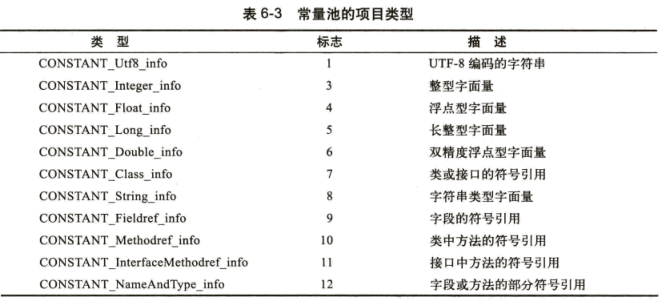 表 6-3 常量池的项目类型
类 型 标志 描 述
CONSTANT_Utf8_info 1 UTF-8 编码的字符串
CONSTANT_Integer_info 3 整型字面量
CONSTANT_Float_info 4 浮点型字面量
CONSTANT_Long_info 5 长整型字面量
CONSTANT_Double_info 6 双精度浮点型字面量
CONSTANT_Class_info 7 类或接口的符号引用
CONSTANT_String_info 8 字符串类型字面量
CONSTANT_Fieldref_info 9 字段的符号引用
CONSTANT_Methodref_info 10 类中方法的符号引用
CONSTANT_InterfaceMethodref_info 11 接口中方法的符号引用
CONSTANT_NameAndType_info 12 字段或方法的部分符号引用